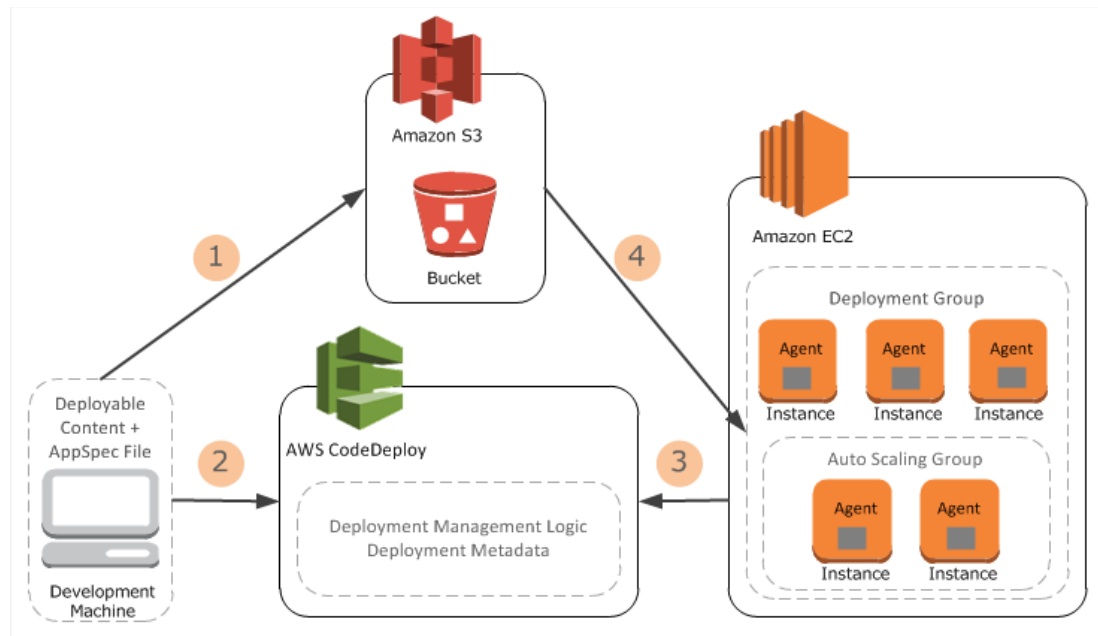 Amazon S3
Bucket
1
4
Amazon EC2
Deployment Group
Agent
Instance
Agent
Instance
Agent
Instance
Auto Scaling Group
Agent
Instance
Agent
Instance
Deployable
Content +
AppSpec File
Development
Machine
2
AWS CodeDeploy
Deployment Management Logic
Deployment Metadata
3